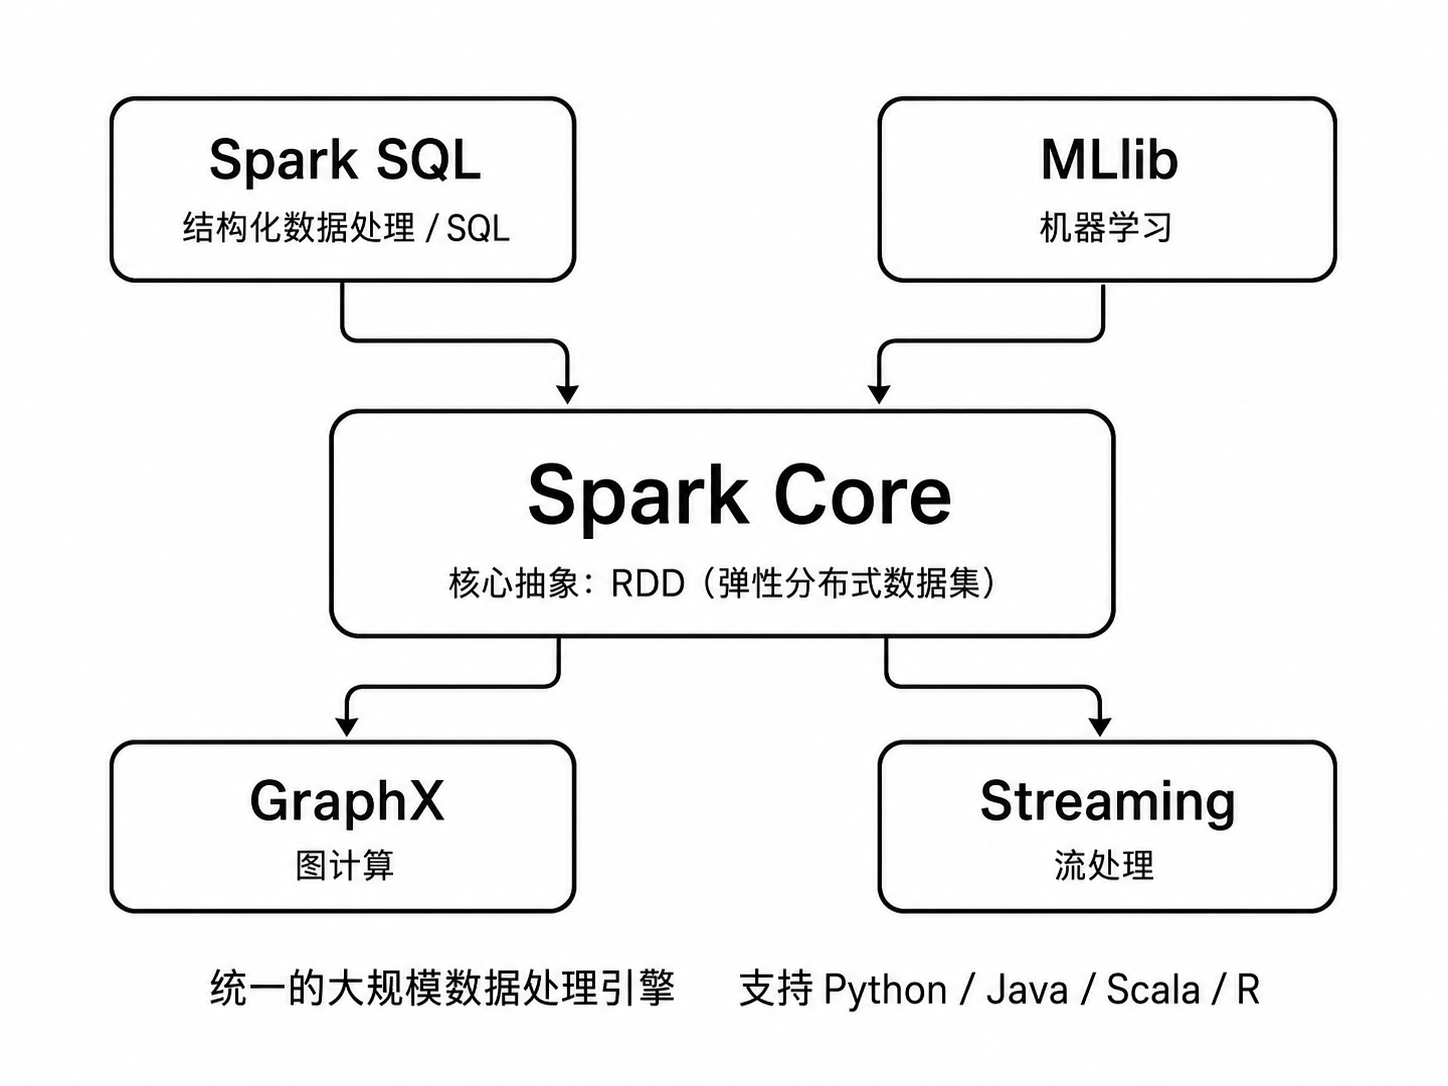 Spark SQL
结构化数据处理 / SQL
MLlib
机器学习
Spark Core
核心抽象：RDD（弹性分布式数据集）
GraphX
图计算
Streaming
流处理
统一的大规模数据处理引擎 支持 Python / Java / Scala / R